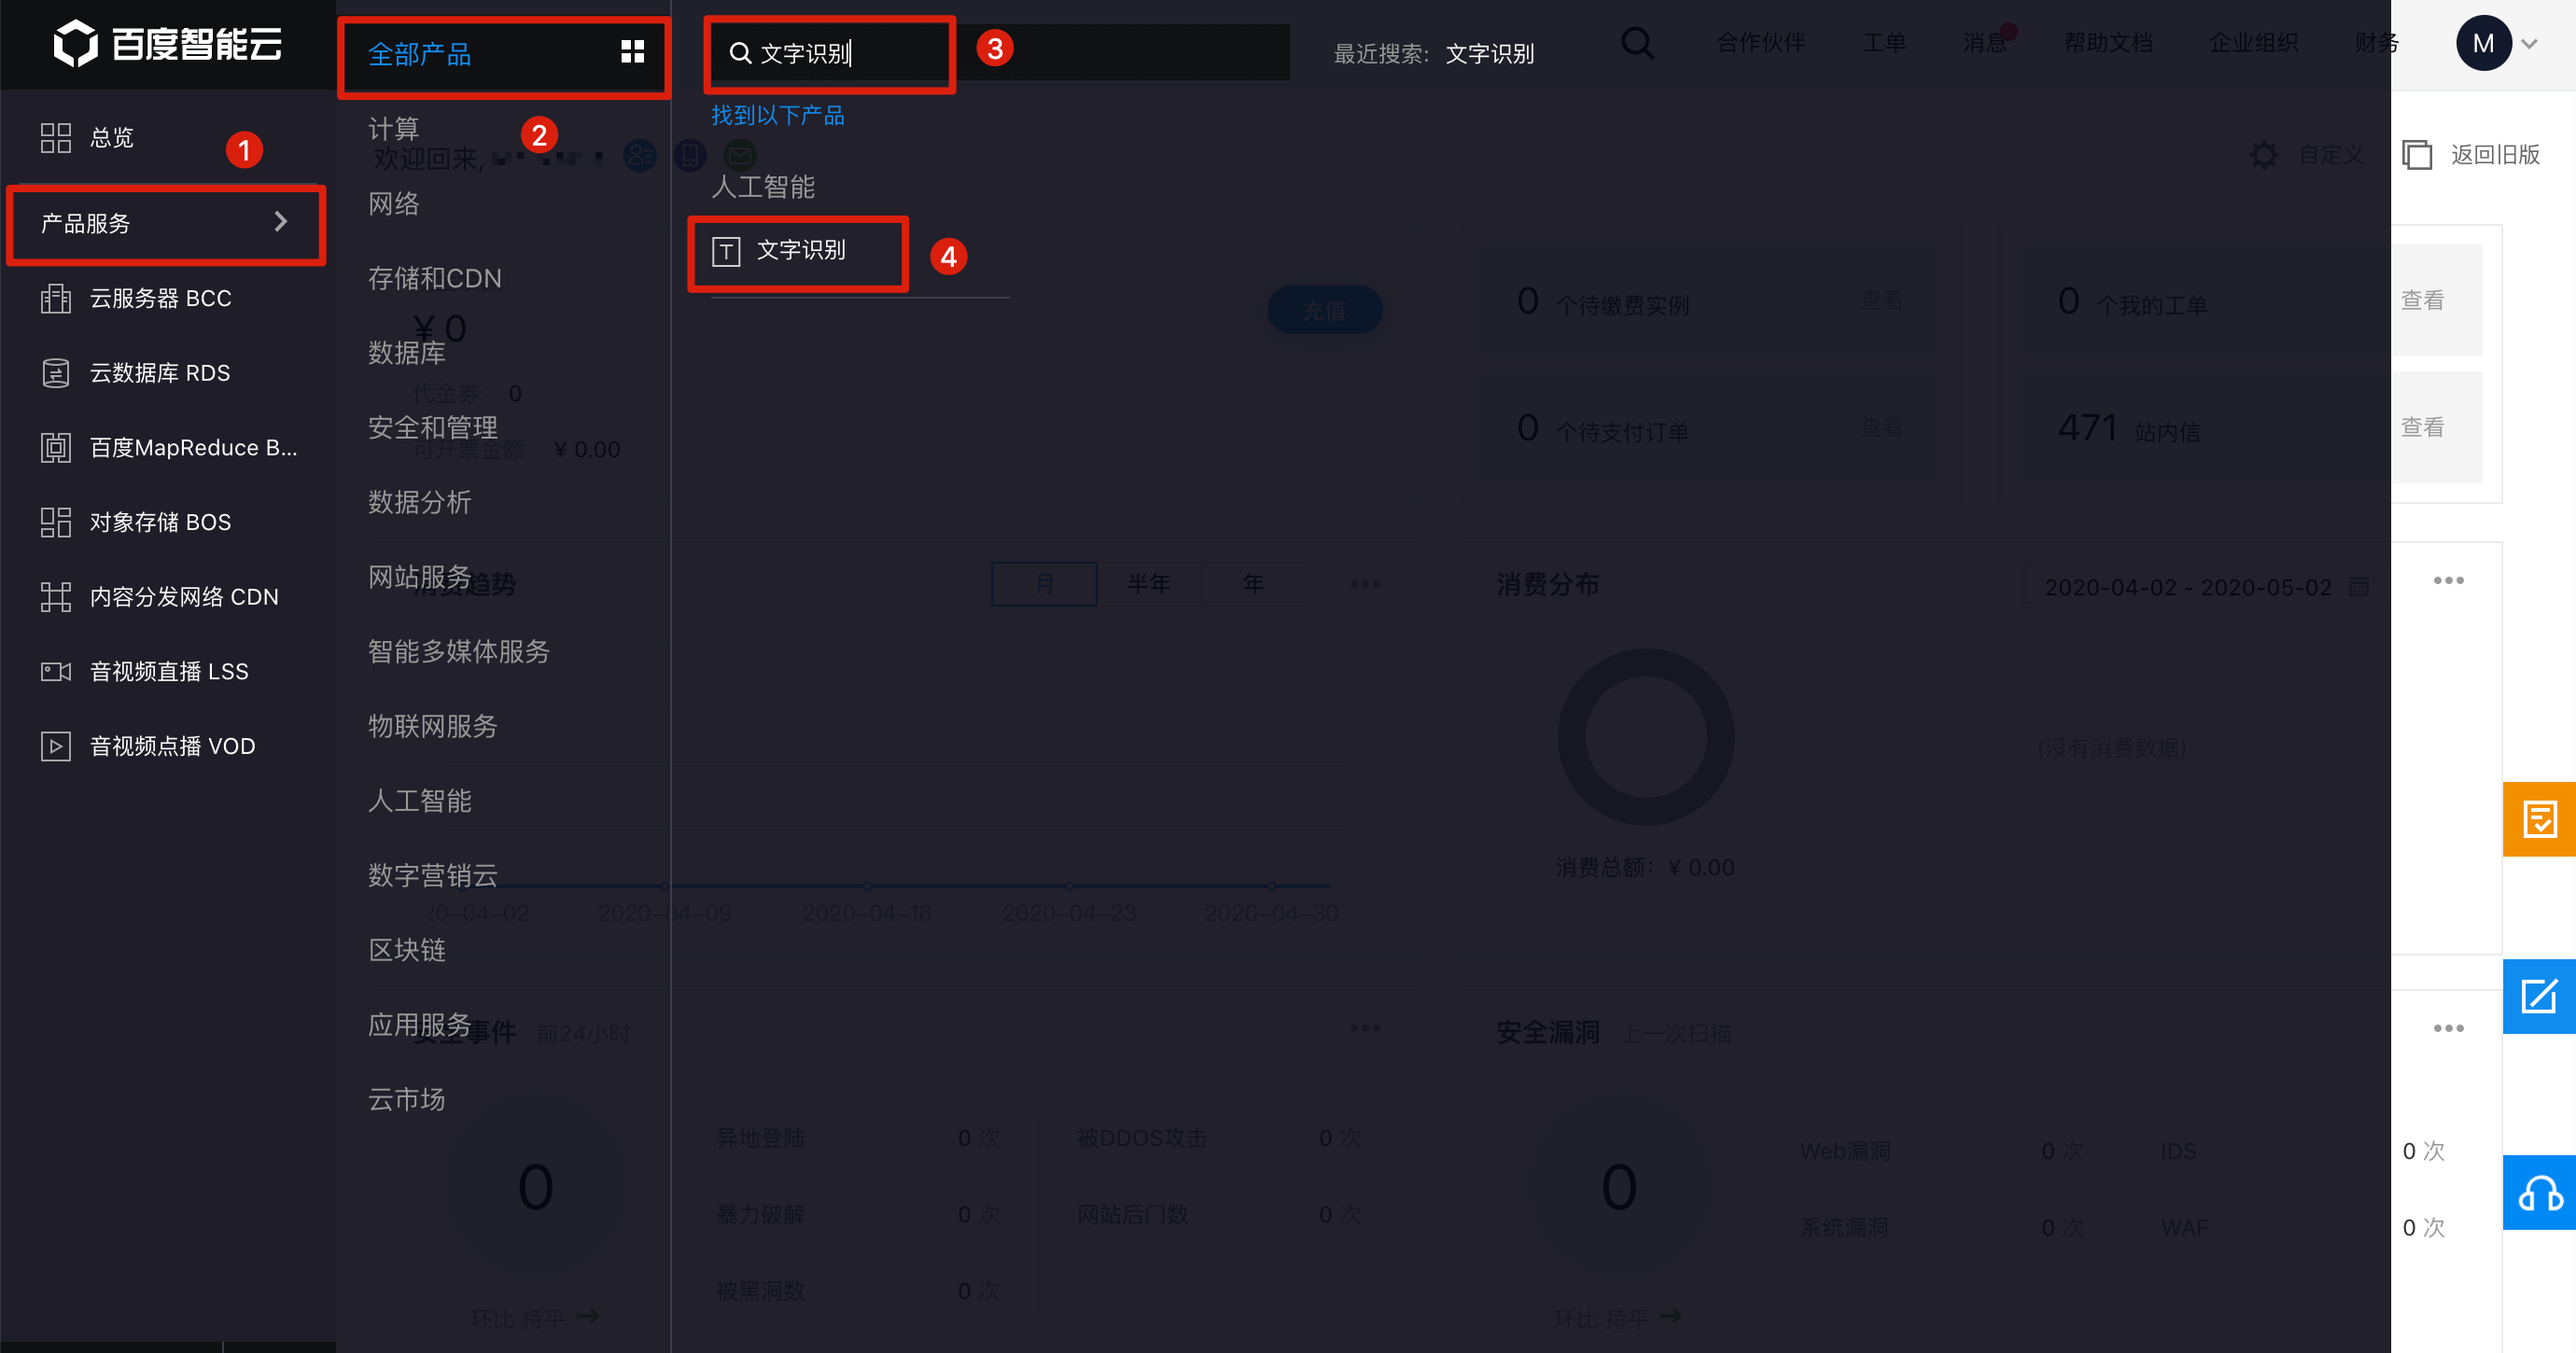 百度智能云
总览
1
产品服务
云服务器 BCC
云数据库 RDS
百度MapReduce B...
对象存储 BOS
内容分发网络 CDN
音视频直播 LSS
音视频点播 VOD
全部产品
2
计算
欢迎回来,
网络
存储和CDN
¥ 0
数据库
代金券: 0
安全和管理
可开票金额: ¥ 0.00
数据分析
网站服务
消费趋势
智能多媒体服务
物联网服务
人工智能
数字营销云
区块链
应用服务
安全事件 前24小时
云市场
文字识别
3
最近搜索: 文字识别
合作伙伴
工单
消息
帮助文档
企业组织
财务
M
找到以下产品
人工智能
文字识别
4
自定义
返回旧版
充值
0 个待缴费实例 查看
0 个我的工单 查看
0 个待支付订单 查看
471 站内信 查看
月 半年 年
消费分布
2020-04-02 - 2020-05-02
(没有消费数据)
消费总额: ¥ 0.00
20-04-02 2020-04-09 2020-04-16 2020-04-23 2020-04-30
安全漏洞 上一次扫描
0
异地登陆 0 次
被DDOS攻击 0 次
暴力破解 0 次
网站后门数 0 次
被黑洞数 0 次
环比 持平
0
Web漏洞 0 次
IDS 0 次
系统漏洞 0 次
WAF 0 次
环比 持平